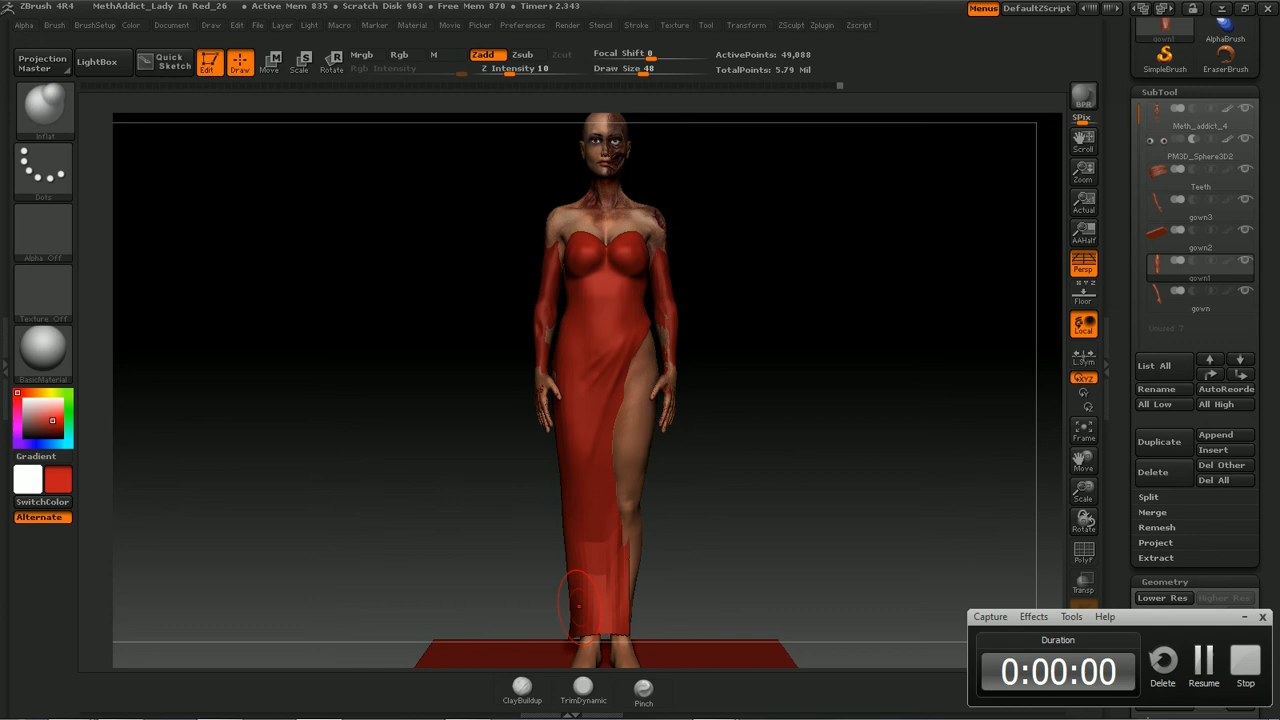 ZBrush 4R4 MethAddict_Lady In Red_26 • Active Mem 835 • Scratch Disk 963 • Free Mem 870 • Timer▸2.343 Menus DefaultZScript
Alpha Brush BrushSetup Color Document Draw Edit File Layer Light Macro Marker Material Movie Picker Preferences Render Stencil Stroke Texture Tool Transform ZScript Zplugin Zscript
Projection Master
LightBox
Quick Sketch
Edit
Draw
Move
Scale
Rotate
Mrgb Rgb M
Rgb Intensity
Zadd Zsub Zcut
Z Intensity 10
Focal Shift 0
Draw Size 48
ActivePoints: 49,088
TotalPoints: 5.79 Mil
Inflat
Dots
Alpha Off
Texture Off
BasicMaterial
Gradient
SwitchColor
Alternate
BPR
SPix
Scroll
Zoom
Actual
AAHalf
Persp
X Y Z
Floor
Local
L.Sym
XYZ
Frame
Move
Scale
Rotate
PolyF
Transp
gown1
AlphaBrush
SimpleBrush
EraserBrush
SubTool
Meth_addict_4
PM3D_Sphere3D2
Teeth
gown3
gown2
gown1
gown
Unused 7
List All
Rename AutoReorde
All Low All High
Duplicate
Append
Insert
Delete
Del Other
Del All
Split
Merge
Remesh
Project
Extract
Geometry
Lower Res Higher Res
Capture Effects Tools Help
Duration
0:00:00
Delete Resume Stop
ClayBuildup TrimDynamic Pinch